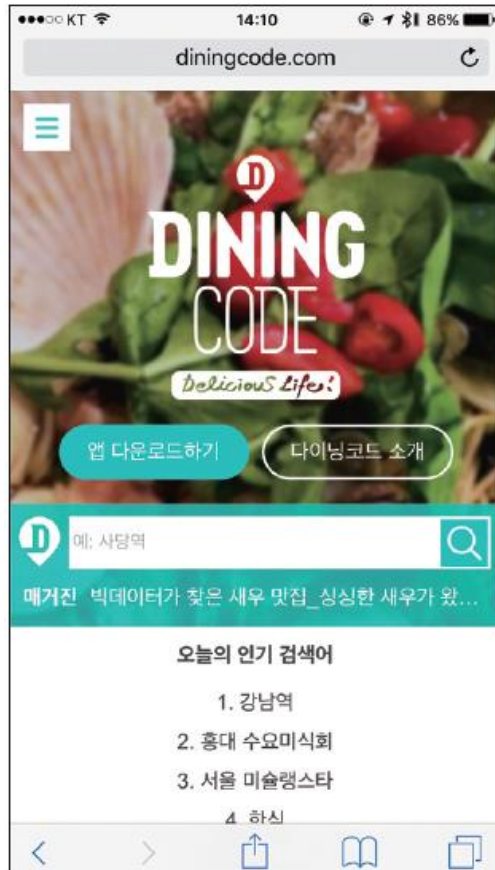 KT 14:10 86%
diningcode.com
D
DINING
CODE
Delicious Life!
앱 다운로드하기 다이닝코드 소개
D 예: 사당역
매거진 빅데이터가 찾은 새우 맛집_싱싱한 새우가 왔...
오늘의 인기 검색어
1. 강남역
2. 홍대 수요미식회
3. 서울 미슐랭스타
4. 한식